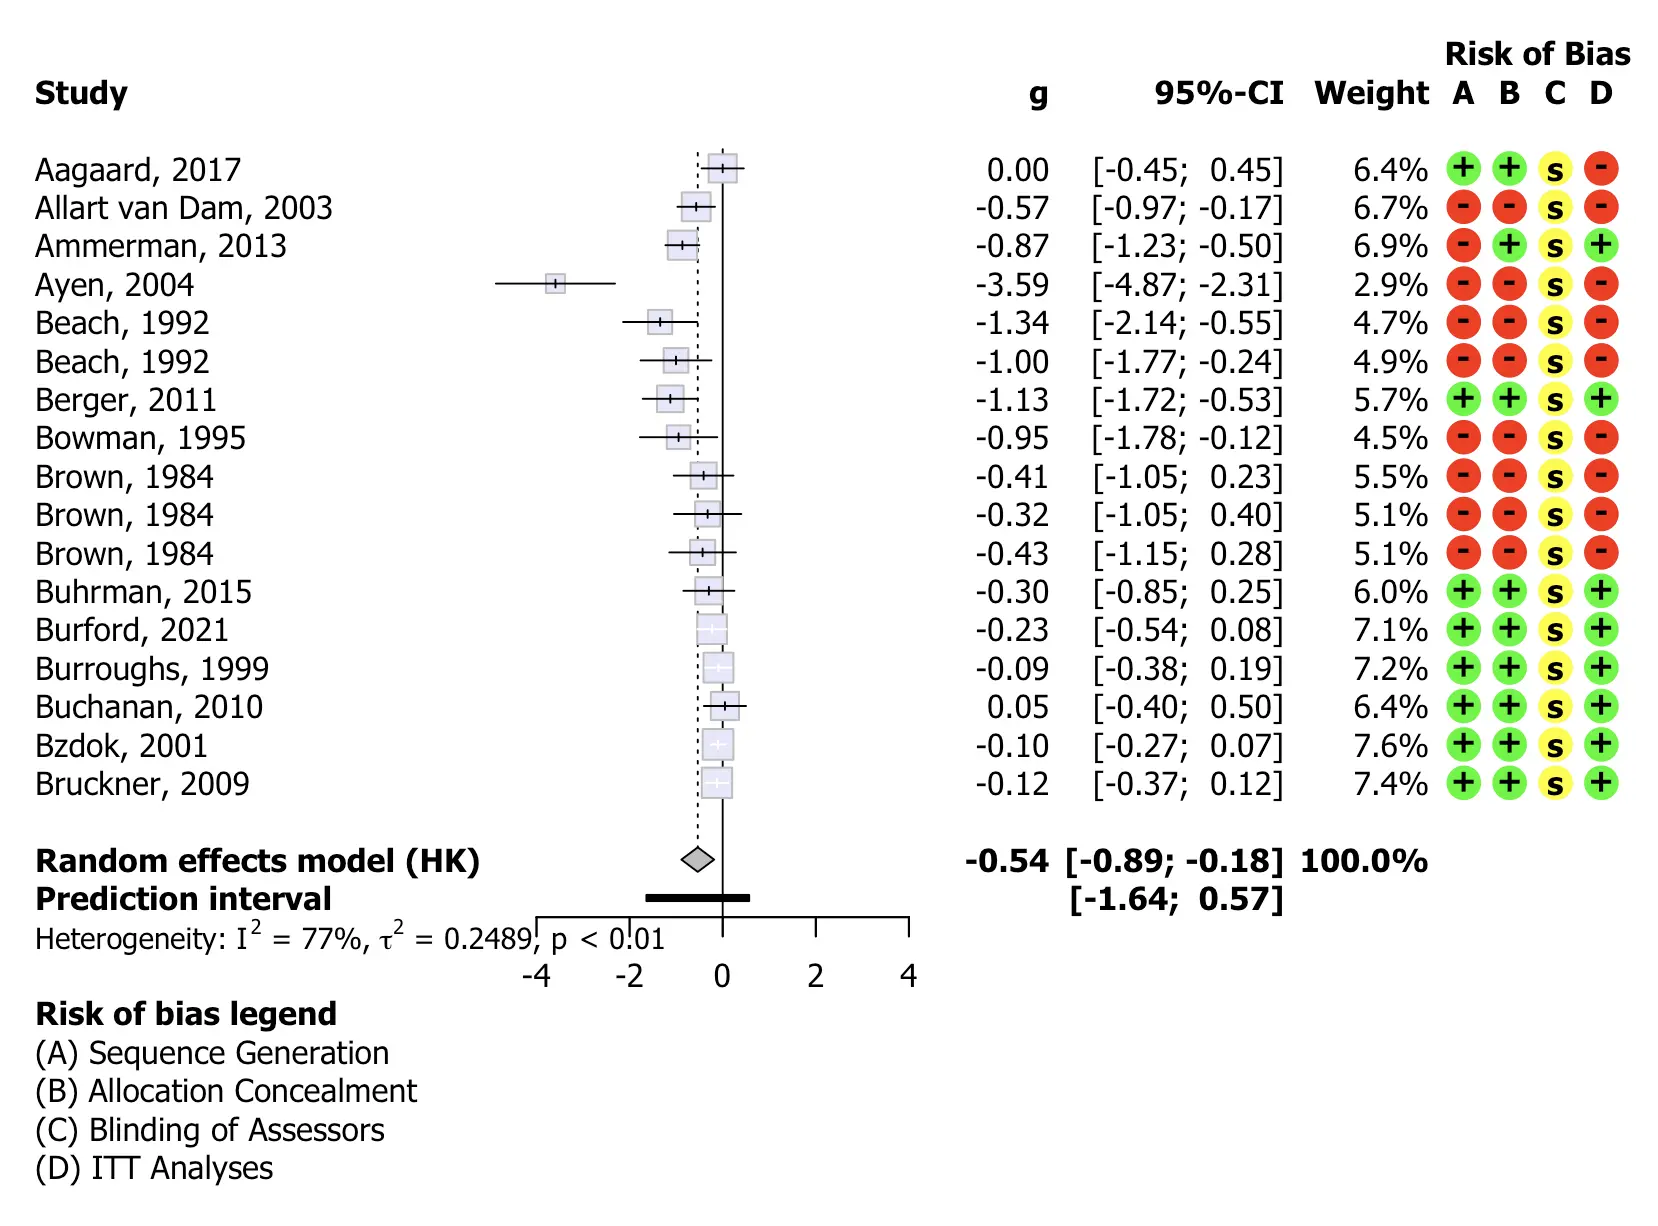 Risk of Bias
Study g 95%-CI Weight A B C D
Aagaard, 2017 0.00 [-0.45; 0.45] 6.4% + + s -
Allart van Dam, 2003 -0.57 [-0.97; -0.17] 6.7% - - s -
Ammerman, 2013 -0.87 [-1.23; -0.50] 6.9% - + s +
Ayen, 2004 -3.59 [-4.87; -2.31] 2.9% - - s -
Beach, 1992 -1.34 [-2.14; -0.55] 4.7% - - s -
Beach, 1992 -1.00 [-1.77; -0.24] 4.9% - - s -
Berger, 2011 -1.13 [-1.72; -0.53] 5.7% + + s +
Bowman, 1995 -0.95 [-1.78; -0.12] 4.5% - - s -
Brown, 1984 -0.41 [-1.05; 0.23] 5.5% - - s -
Brown, 1984 -0.32 [-1.05; 0.40] 5.1% - - s -
Brown, 1984 -0.43 [-1.15; 0.28] 5.1% - - s -
Buhrman, 2015 -0.30 [-0.85; 0.25] 6.0% + + s +
Burford, 2021 -0.23 [-0.54; 0.08] 7.1% + + s +
Burroughs, 1999 -0.09 [-0.38; 0.19] 7.2% + + s +
Buchanan, 2010 0.05 [-0.40; 0.50] 6.4% + + s +
Bzdok, 2001 -0.10 [-0.27; 0.07] 7.6% + + s +
Bruckner, 2009 -0.12 [-0.37; 0.12] 7.4% + + s +
Random effects model (HK) -0.54 [-0.89; -0.18] 100.0%
Prediction interval [-1.64; 0.57]
Heterogeneity: I² = 77%, τ² = 0.2489, p < 0.01
-4 -2 0 2 4
Risk of bias legend
(A) Sequence Generation
(B) Allocation Concealment
(C) Blinding of Assessors
(D) ITT Analyses